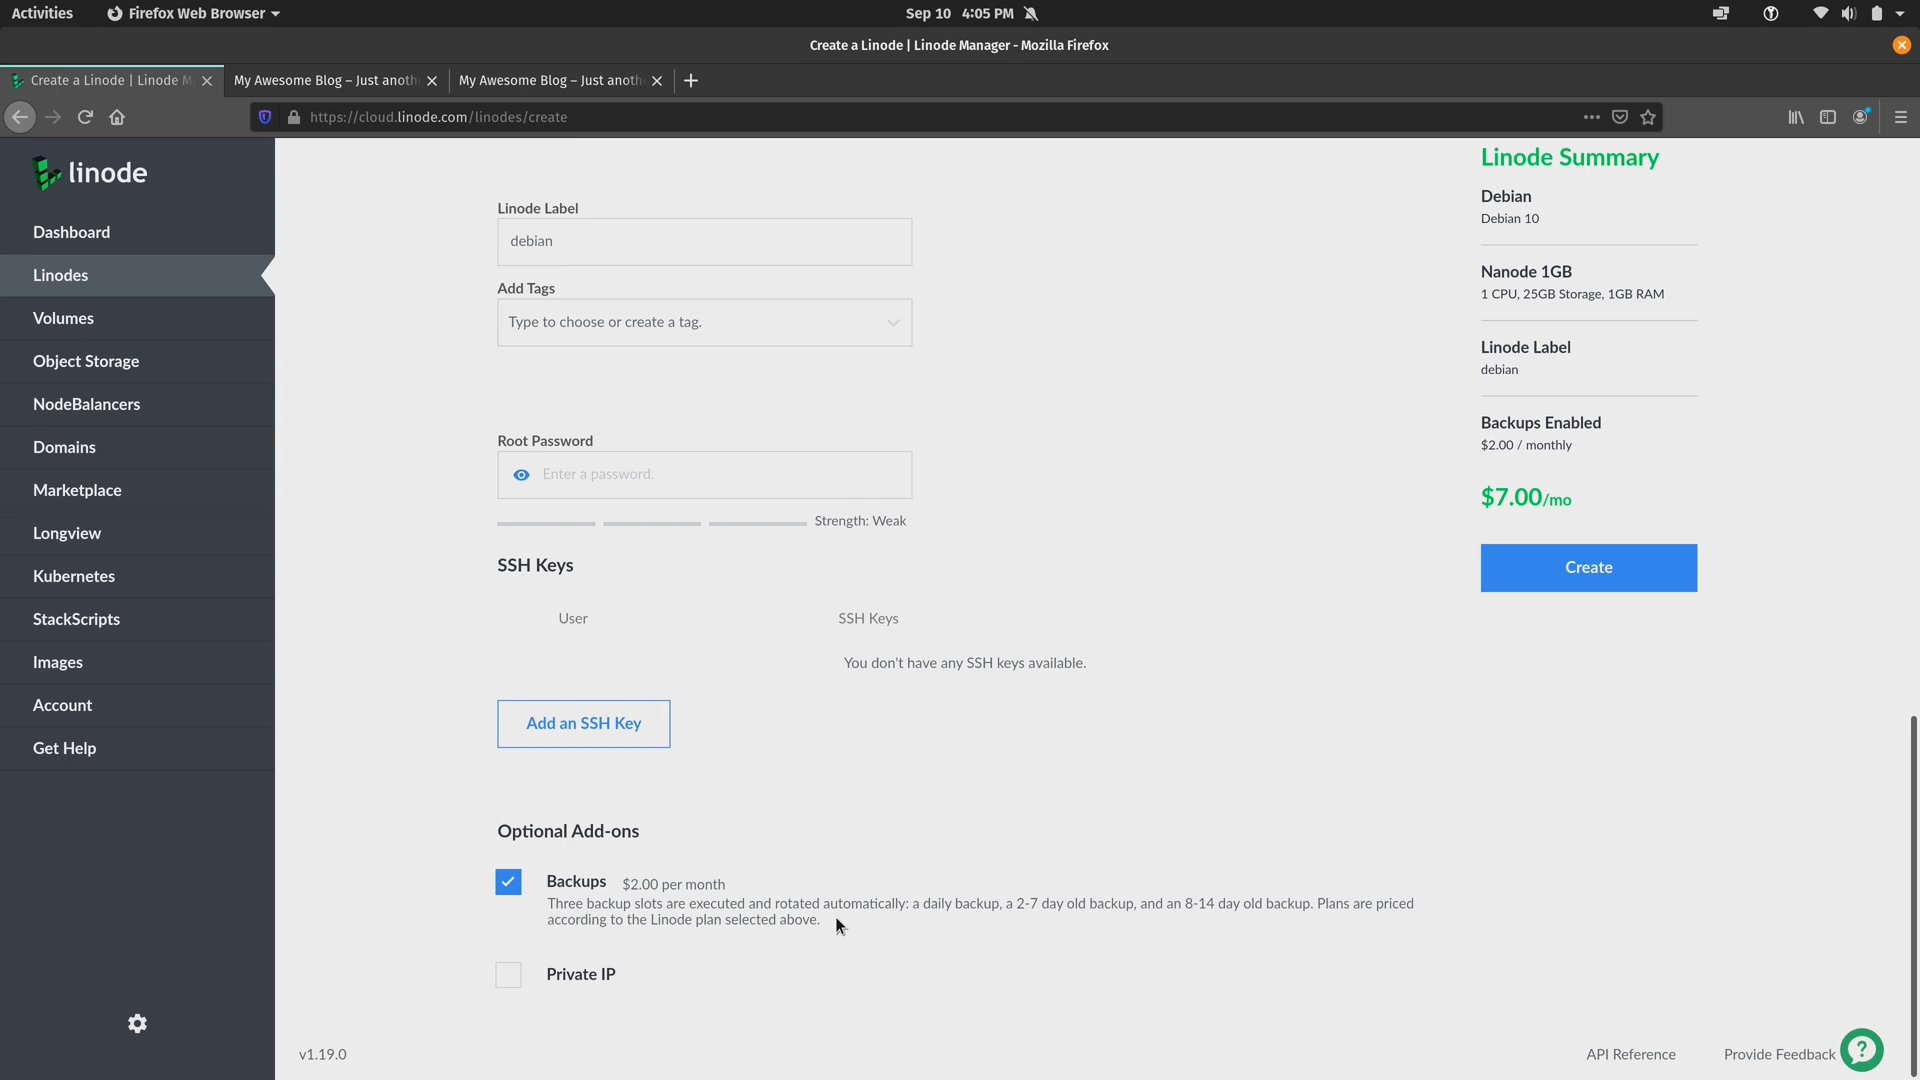 Activities
Firefox Web Browser
Sep 10 4:05 PM
Create a Linode | Linode Manager - Mozilla Firefox
Create a Linode | Linode M
My Awesome Blog – Just anoth
My Awesome Blog – Just anoth
https://cloud.linode.com/linodes/create
linode
Dashboard
Linodes
Volumes
Object Storage
NodeBalancers
Domains
Marketplace
Longview
Kubernetes
StackScripts
Images
Account
Get Help
Linode Label
debian
Add Tags
Type to choose or create a tag.
Root Password
Enter a password.
Strength: Weak
SSH Keys
User
SSH Keys
You don't have any SSH keys available.
Add an SSH Key
Optional Add-ons
Backups $2.00 per month
Three backup slots are executed and rotated automatically: a daily backup, a 2-7 day old backup, and an 8-14 day old backup. Plans are priced
according to the Linode plan selected above.
Private IP
Linode Summary
Debian
Debian 10
Nanode 1GB
1 CPU, 25GB Storage, 1GB RAM
Linode Label
debian
Backups Enabled
$2.00 / monthly
$7.00/mo
Create
v1.19.0
API Reference
Provide Feedback